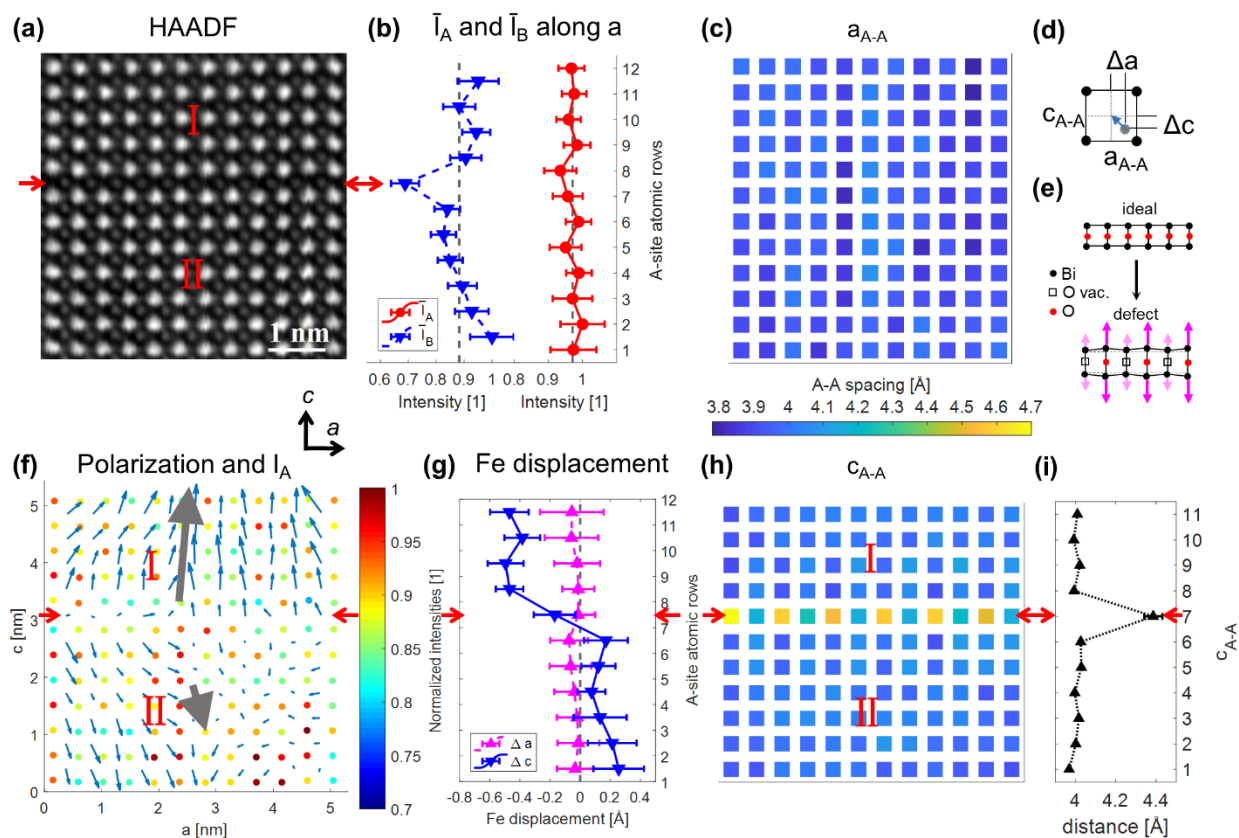 (a) HAADF
I
II
1 nm
(b) Ī_A and Ī_B along a
12
11
10
9
8
7
6
5
4
3
2
1
A-site atomic rows
Ī_A
Ī_B
0.6 0.7 0.8 0.9 1 0.8 0.9 1
Intensity [1] Intensity [1]
(c) a_A-A
A-A spacing [Å]
3.8 3.9 4 4.1 4.2 4.3 4.4 4.5 4.6 4.7
(d)
Δa
c_A-A
Δc
a_A-A
(e)
ideal
Bi
O vac.
O
defect
c
a
(f) Polarization and I_A
I
II
5
4
3
2
1
0
c [nm]
0 1 2 3 4 5
a [nm]
1
0.95
0.9
0.85
0.8
0.75
0.7
Normalized intensities [1]
(g) Fe displacement
12
11
10
9
8
7
6
5
4
3
2
1
A-site atomic rows
Δ a
Δ c
-0.8 -0.6 -0.4 -0.2 0 0.2 0.4
Fe displacement [Å]
(h) c_A-A
I
II
(i)
11
10
9
8
7
6
5
4
3
2
1
c_A-A
4 4.4
distance [Å]